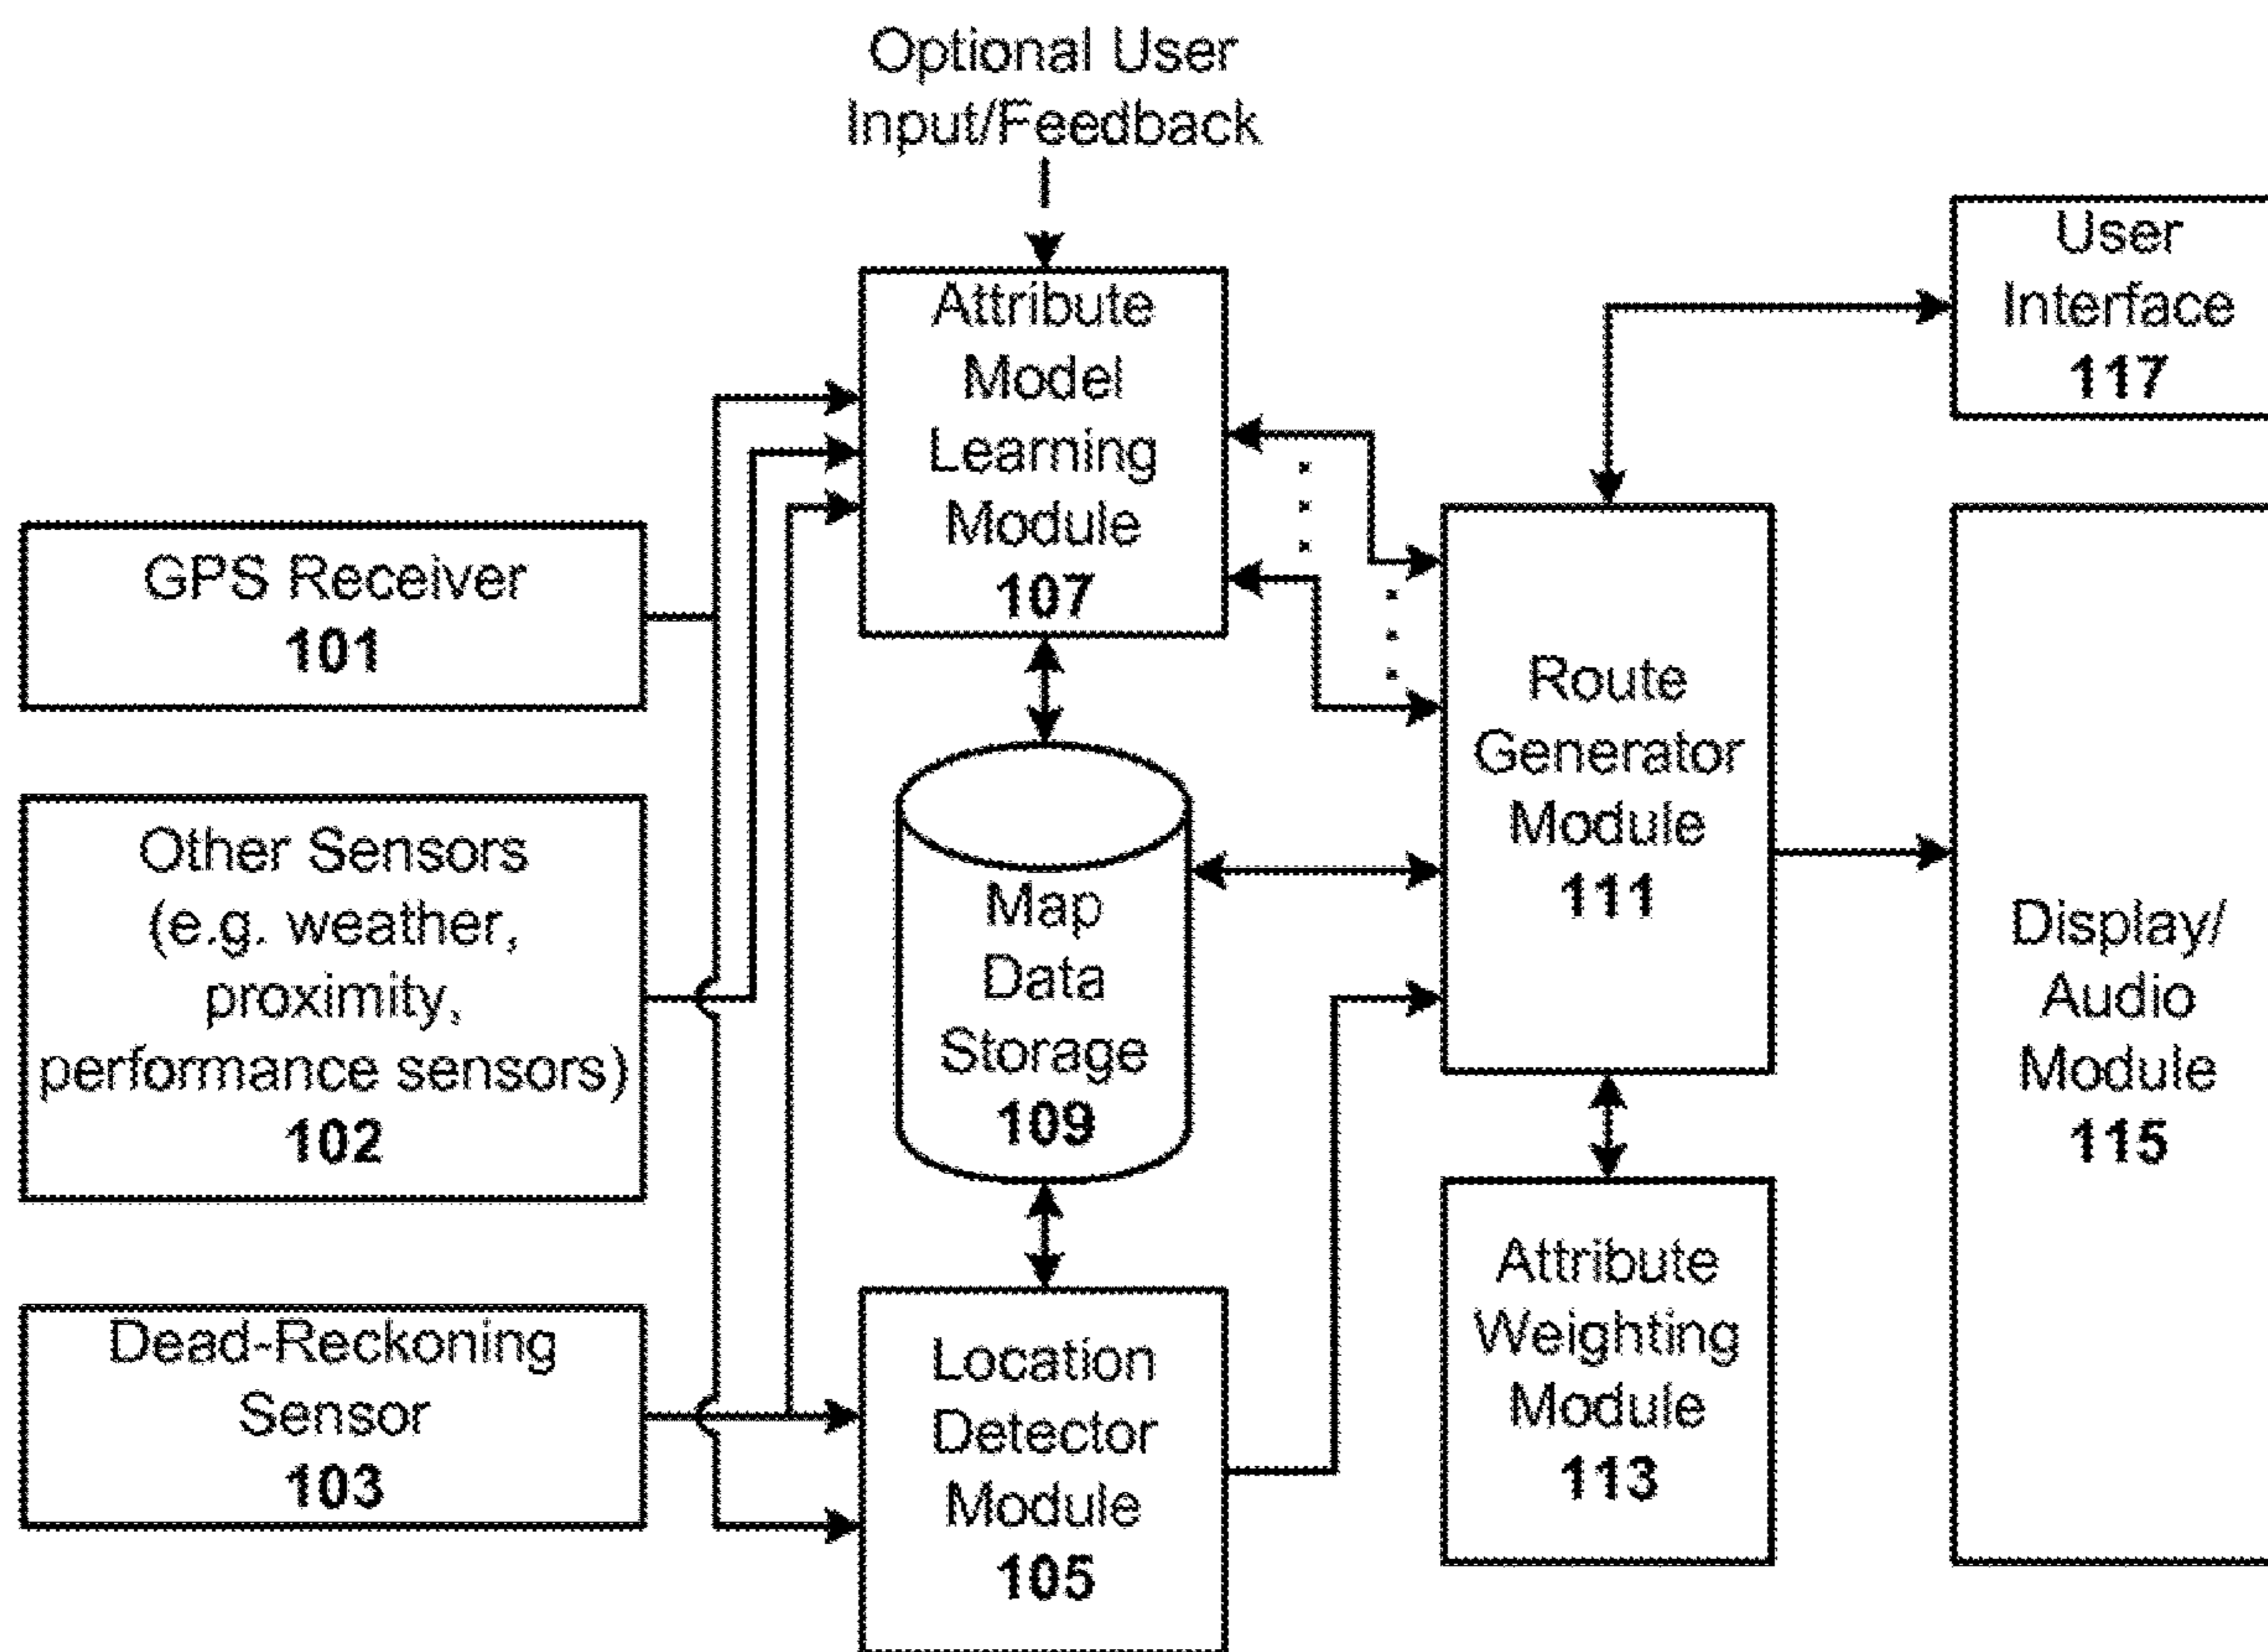 Optional User
Input/Feedback
Attribute
Model
Learning
Module
107
User
Interface
117
GPS Receiver
101
Other Sensors
(e.g. weather,
proximity,
performance sensors)
102
Dead-Reckoning
Sensor
103
Map
Data
Storage
109
Location
Detector
Module
105
Route
Generator
Module
111
Attribute
Weighting
Module
113
Display/
Audio
Module
115